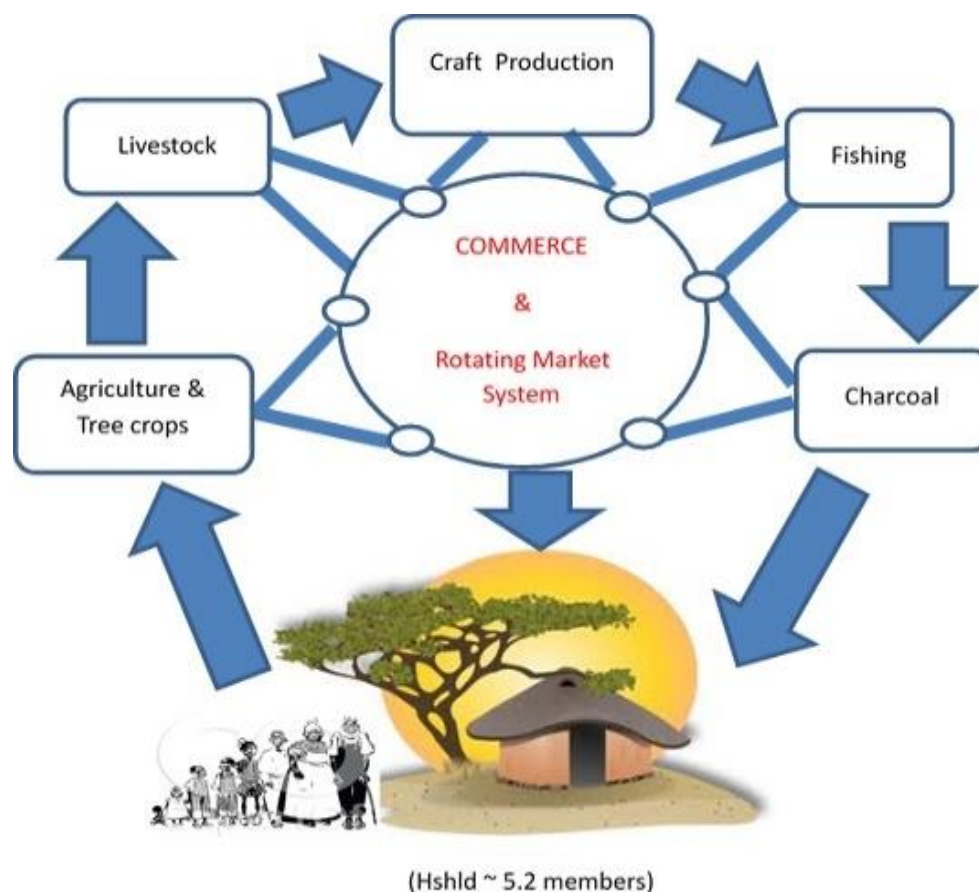 Craft Production
Livestock
Fishing
COMMERCE
&
Rotating Market
System
Agriculture &
Tree crops
Charcoal
(Hshld ~ 5.2 members)